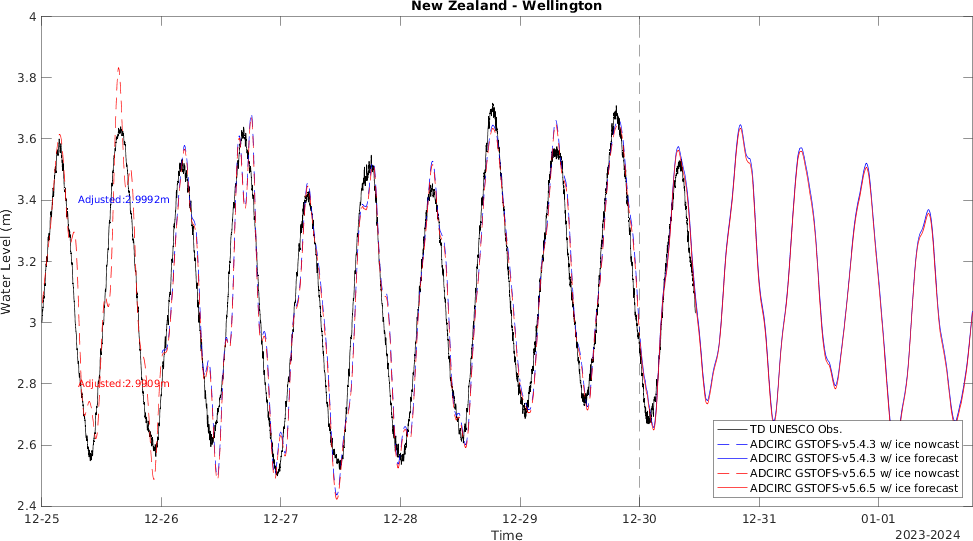 New Zealand - Wellington
4
3.8
3.6
3.4
3.2
3
2.8
2.6
2.4
Water Level (m)
Adjusted:2.9992m
Adjusted:2.9909m
TD UNESCO Obs.
ADCIRC GSTOFS-v5.4.3 w/ ice nowcast
ADCIRC GSTOFS-v5.4.3 w/ ice forecast
ADCIRC GSTOFS-v5.6.5 w/ ice nowcast
ADCIRC GSTOFS-v5.6.5 w/ ice forecast
12-25 12-26 12-27 12-28 12-29 12-30 12-31 01-01
Time
2023-2024